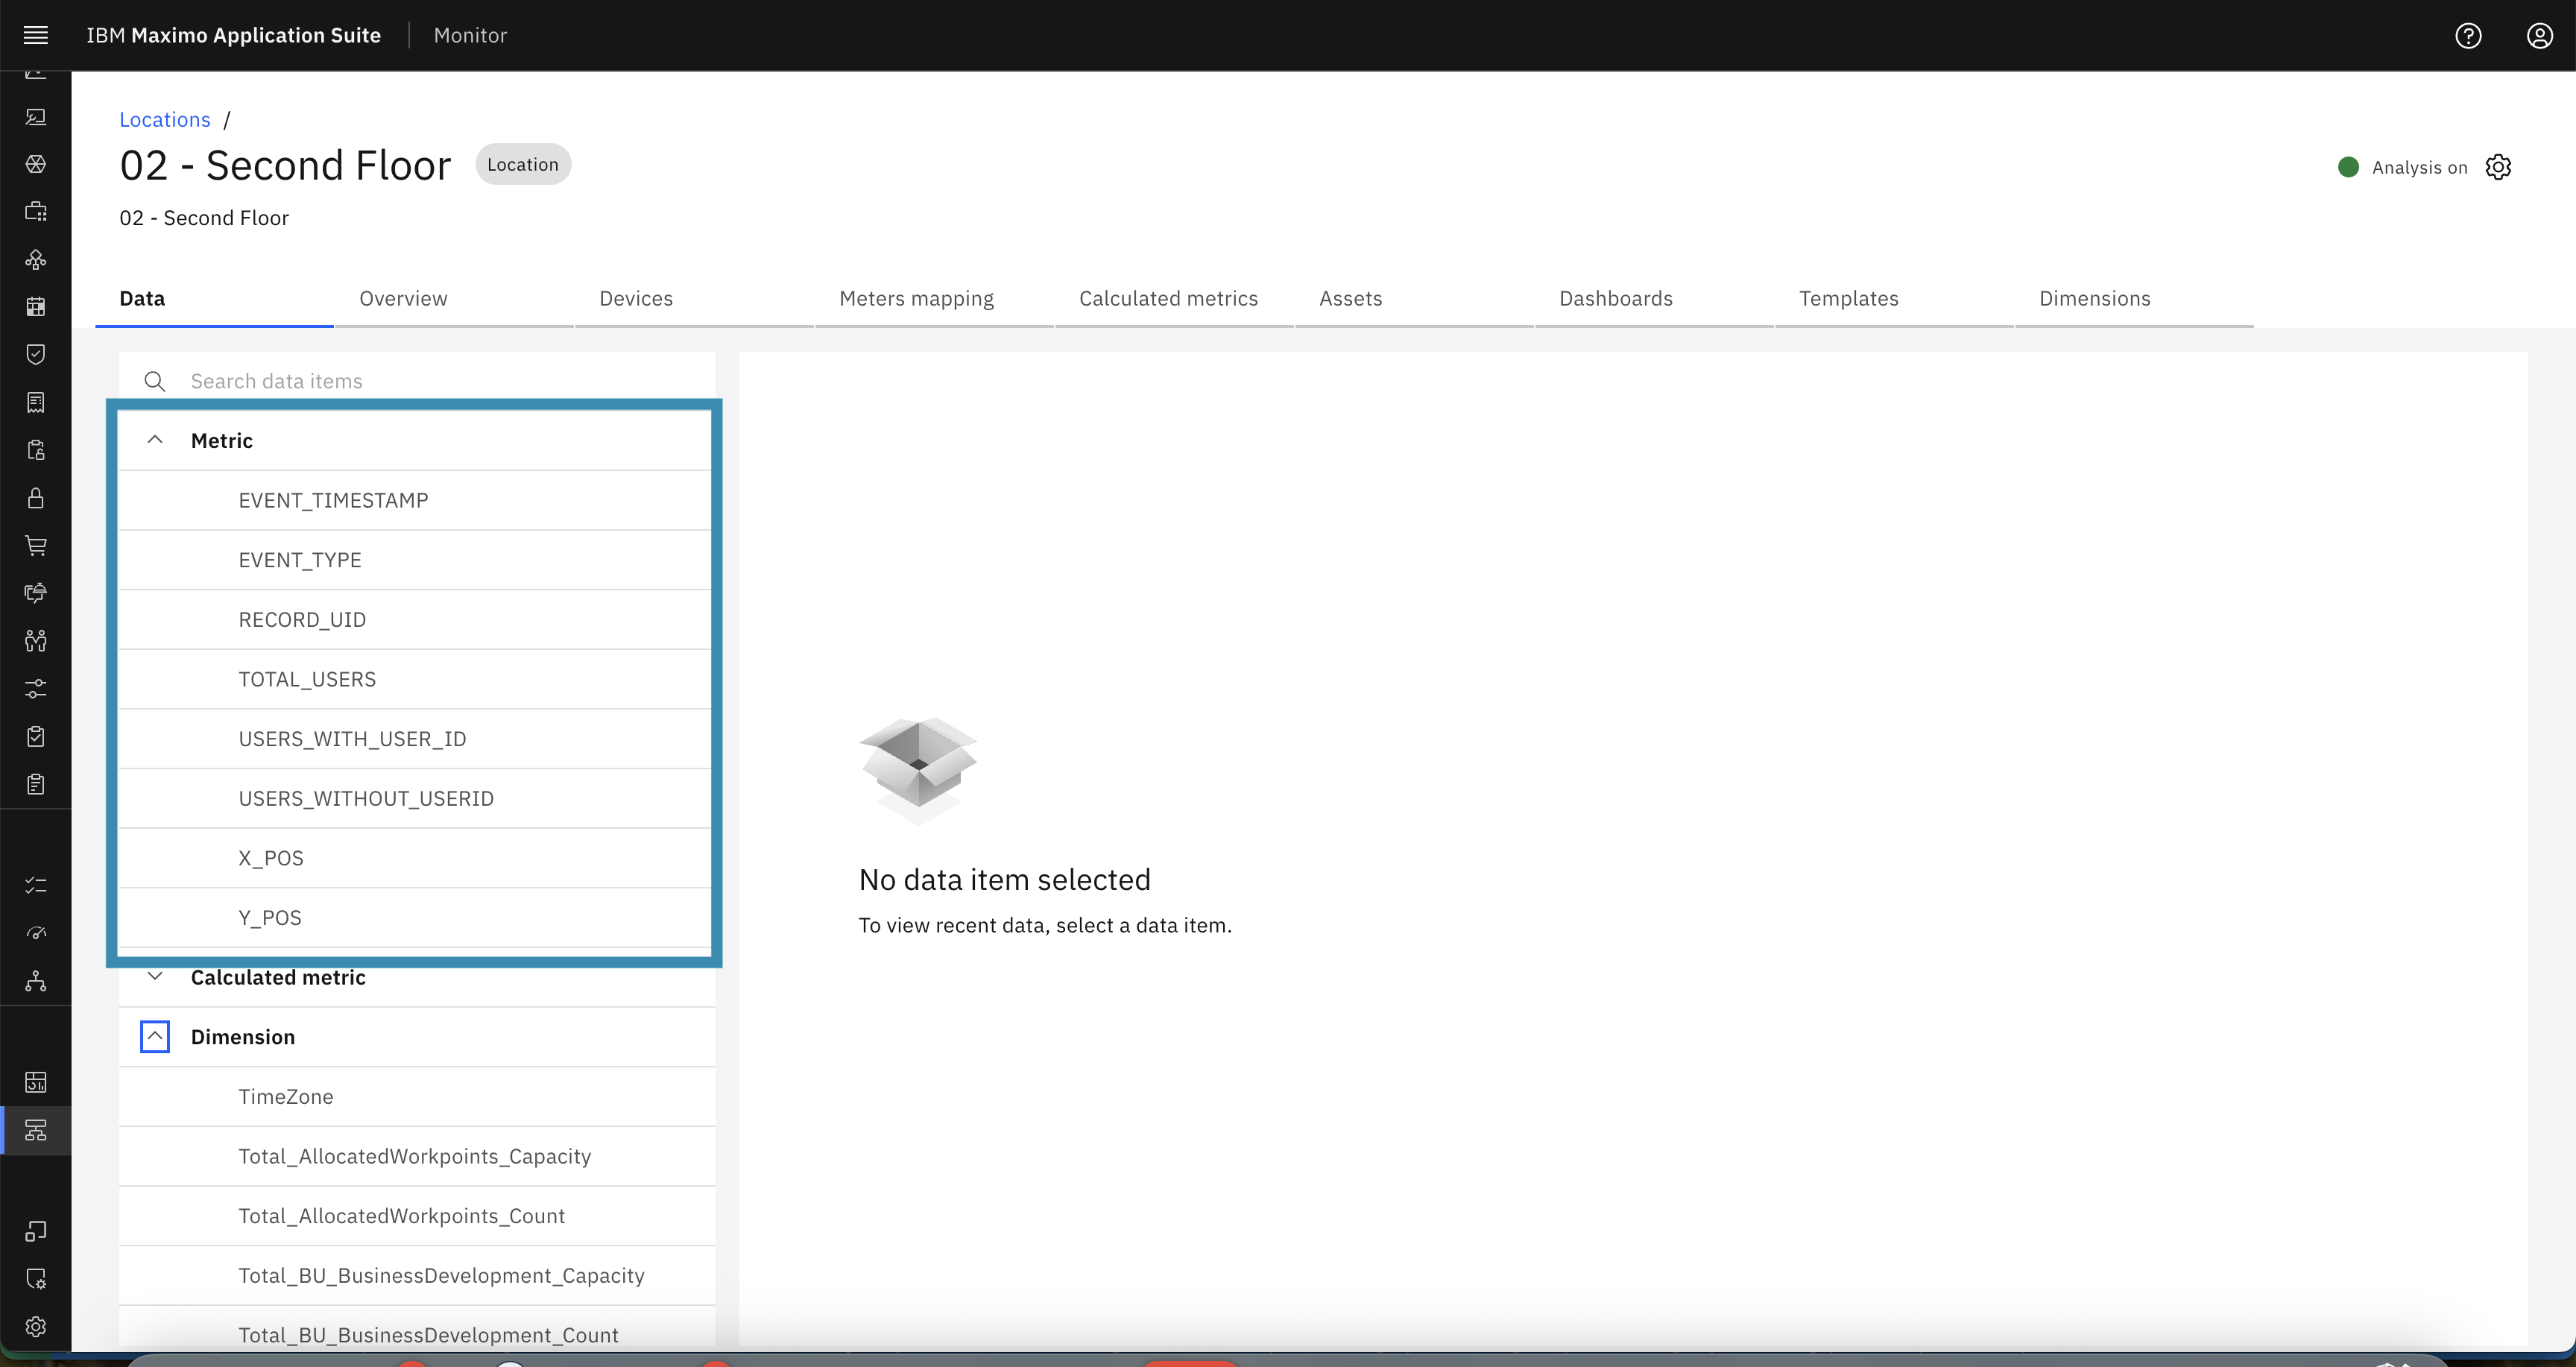 IBM Maximo Application Suite Monitor
Locations /
02 - Second Floor Location
Analysis on
02 - Second Floor
Data Overview Devices Meters mapping Calculated metrics Assets Dashboards Templates Dimensions
Search data items
Metric
EVENT_TIMESTAMP
EVENT_TYPE
RECORD_UID
TOTAL_USERS
USERS_WITH_USER_ID
USERS_WITHOUT_USERID
X_POS
Y_POS
Calculated metric
Dimension
TimeZone
Total_AllocatedWorkpoints_Capacity
Total_AllocatedWorkpoints_Count
Total_BU_BusinessDevelopment_Capacity
Total_BU_BusinessDevelopment_Count
No data item selected
To view recent data, select a data item.